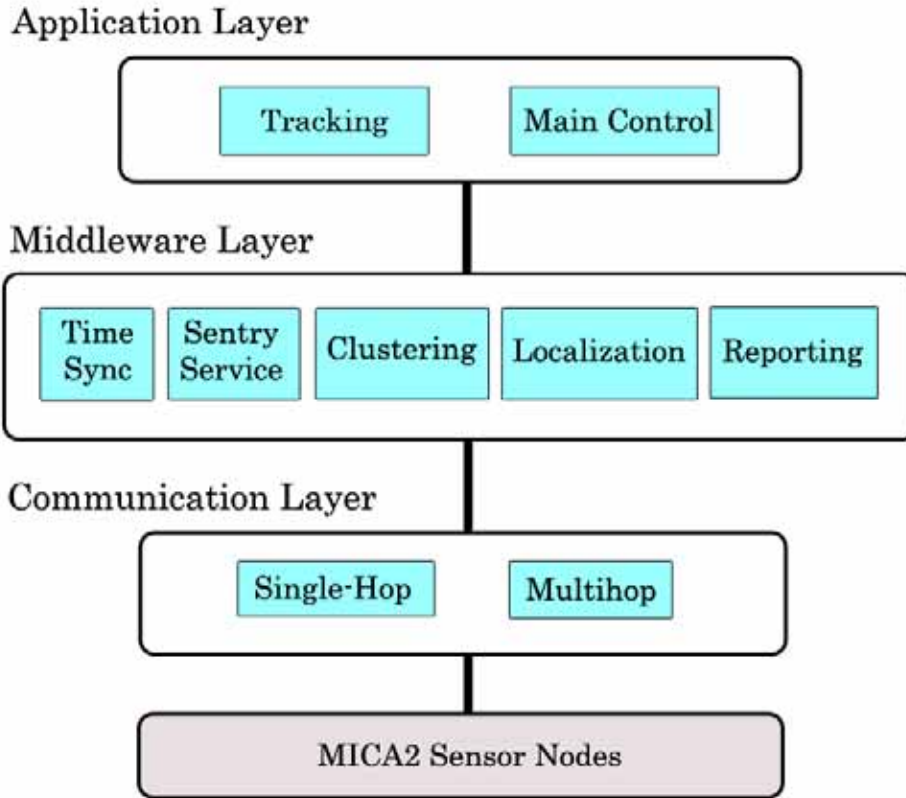 Application Layer
Tracking
Main Control
Middleware Layer
Time
Sync
Sentry
Service
Clustering
Localization
Reporting
Communication Layer
Single-Hop
Multihop
MICA2 Sensor Nodes